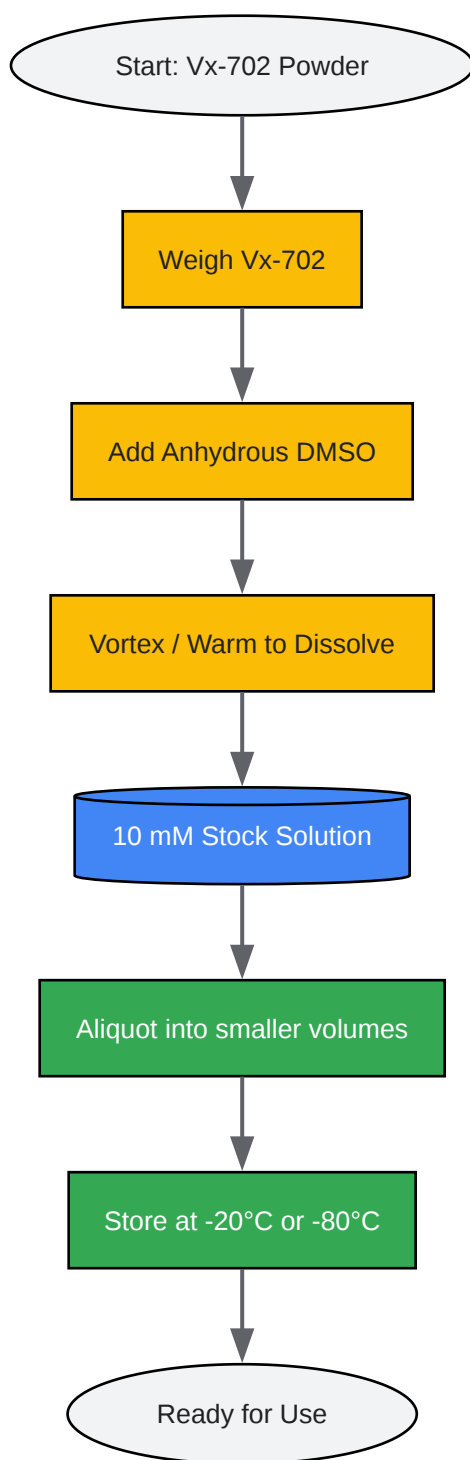 Start: Vx-702 Powder
Weigh Vx-702
Add Anhydrous DMSO
Vortex / Warm to Dissolve
10 mM Stock Solution
Aliquot into smaller volumes
Store at -20°C or -80°C
Ready for Use